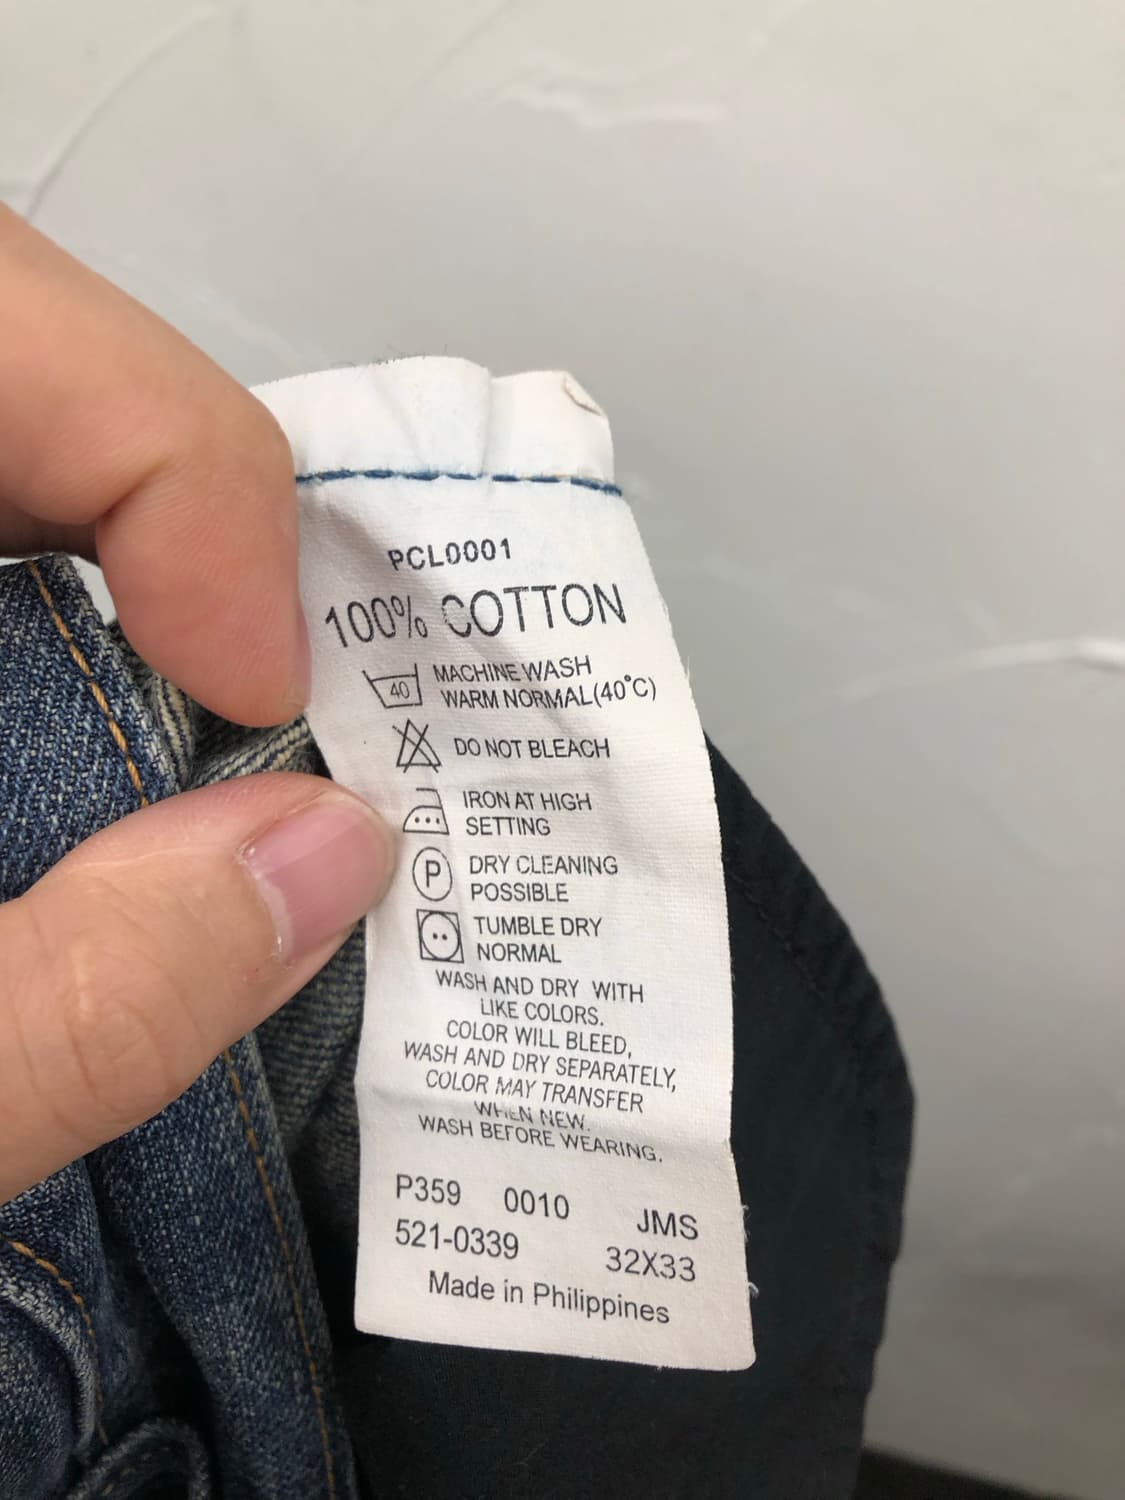 PCL0001
100% COTTON
40 MACHINE WASH
WARM NORMAL(40°C)
DO NOT BLEACH
IRON AT HIGH
SETTING
P DRY CLEANING
POSSIBLE
TUMBLE DRY
NORMAL
WASH AND DRY WITH
LIKE COLORS.
COLOR WILL BLEED,
WASH AND DRY SEPARATELY,
COLOR MAY TRANSFER
WHEN NEW.
WASH BEFORE WEARING.
P359 0010 JMS
521-0339 32X33
Made in Philippines